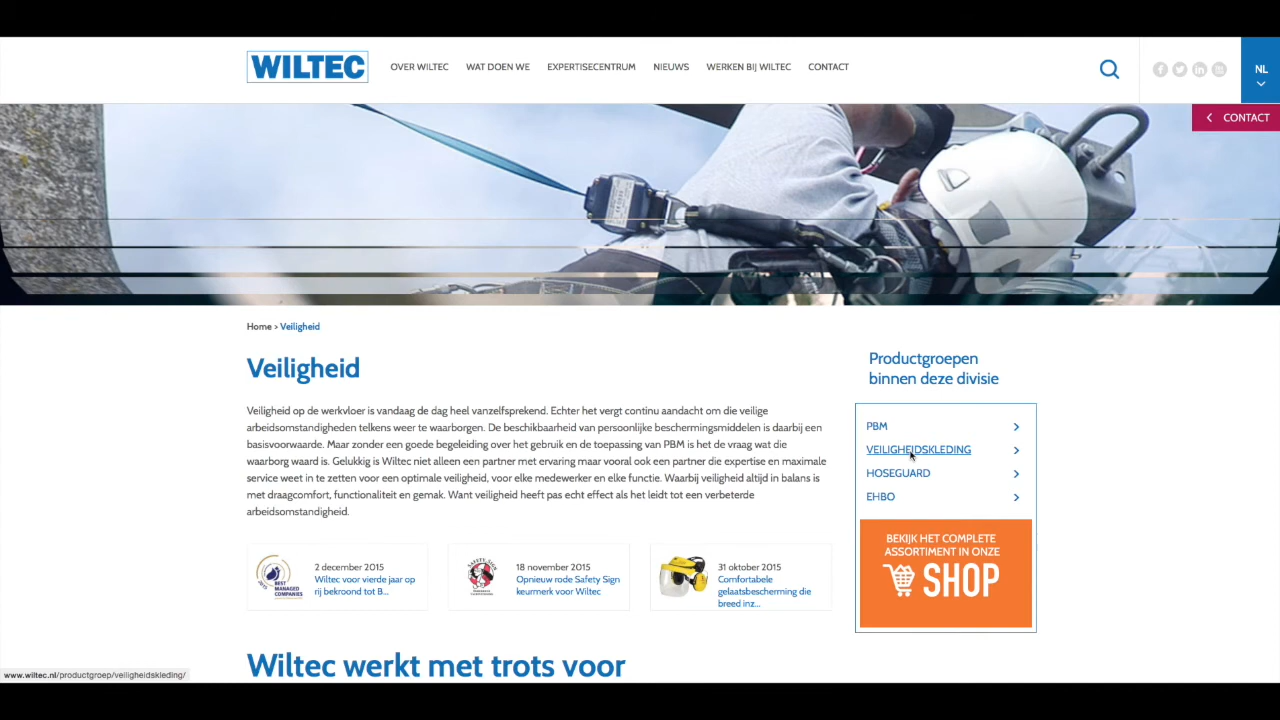 WILTEC
OVER WILTEC
WAT DOEN WE
EXPERTISECENTRUM
NIEUWS
WERKEN BIJ WILTEC
CONTACT
NL
CONTACT
Home > Veiligheid
Veiligheid
Veiligheid op de werkvloer is vandaag de dag heel vanzelfsprekend. Echter het vergt continu aandacht om die veilige
arbeidsomstandigheden telkens weer te waarborgen. De beschikbaarheid van persoonlijke beschermingsmiddelen is daarbij een
basisvoorwaarde. Maar zonder een goede begeleiding over het gebruik en de toepassing van PBM is het de vraag wat die
waarborg waard is. Gelukkig is Wiltec niet alleen een partner met ervaring maar vooral ook een partner die expertise en maximale
service weet in te zetten voor een optimale veiligheid, voor elke medewerker en elke functie. Waarbij veiligheid altijd in balans is
met draagcomfort, functionaliteit en gemak. Want veiligheid heeft pas echt effect als het leidt tot een verbeterde
arbeidsomstandigheid.
BEST
MANAGED
COMPANIES
2 december 2015
Wiltec voor vierde jaar op
rij bekroond tot B...
SAFETY SIGN
18 november 2015
Opnieuw rode Safety Sign
keurmerk voor Wiltec
31 oktober 2015
Comfortabele
gelaatsbescherming die
breed inz...
Productgroepen
binnen deze divisie
PBM
VEILIGHEIDSKLEDING
HOSEGUARD
EHBO
BEKIJK HET COMPLETE
ASSORTIMENT IN ONZE
SHOP
Wiltec werkt met trots voor
www.wiltec.nl/productgroep/veiligheidskleding/